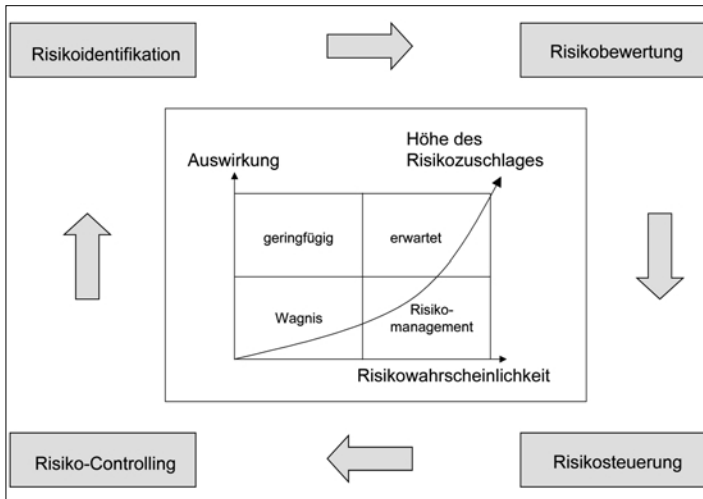 Risikoidentifikation
Risikobewertung
Höhe des
Risikozuschlages
Auswirkung
geringfügig
erwartet
Wagnis
Risiko-
management
Risikowahrscheinlichkeit
Risiko-Controlling
Risikosteuerung